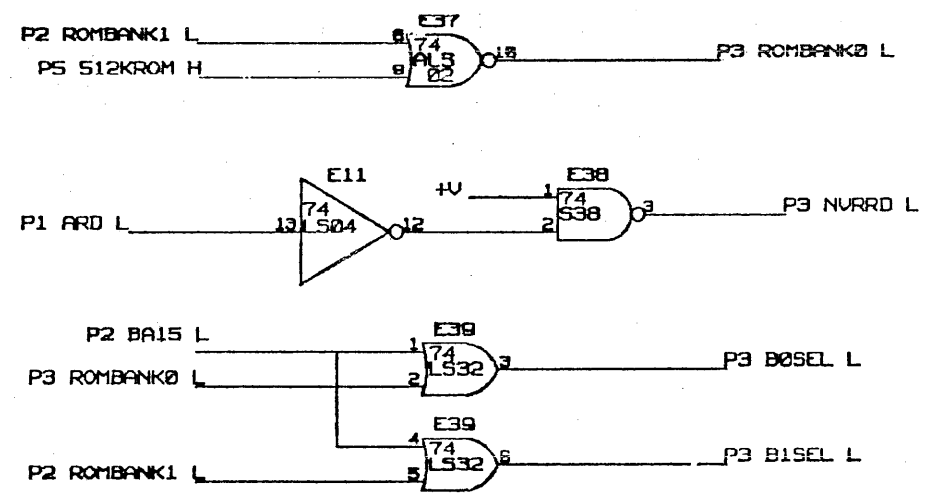 E37
P2 ROMBANK1 L 8 74 10 P3 ROMBANK0 L
ALS
P5 512KROM H 9 02
E11 E38
+V 1 74 3 P3 NVRRD L
P1 ARD L 13 74 LS04 12 2 S38
E39
P2 BA15 L 1 74 3 P3 B0SEL L
P3 ROMBANK0 L 2 LS32
E39
4 74 6 P3 B1SEL L
P2 ROMBANK1 L 5 LS32